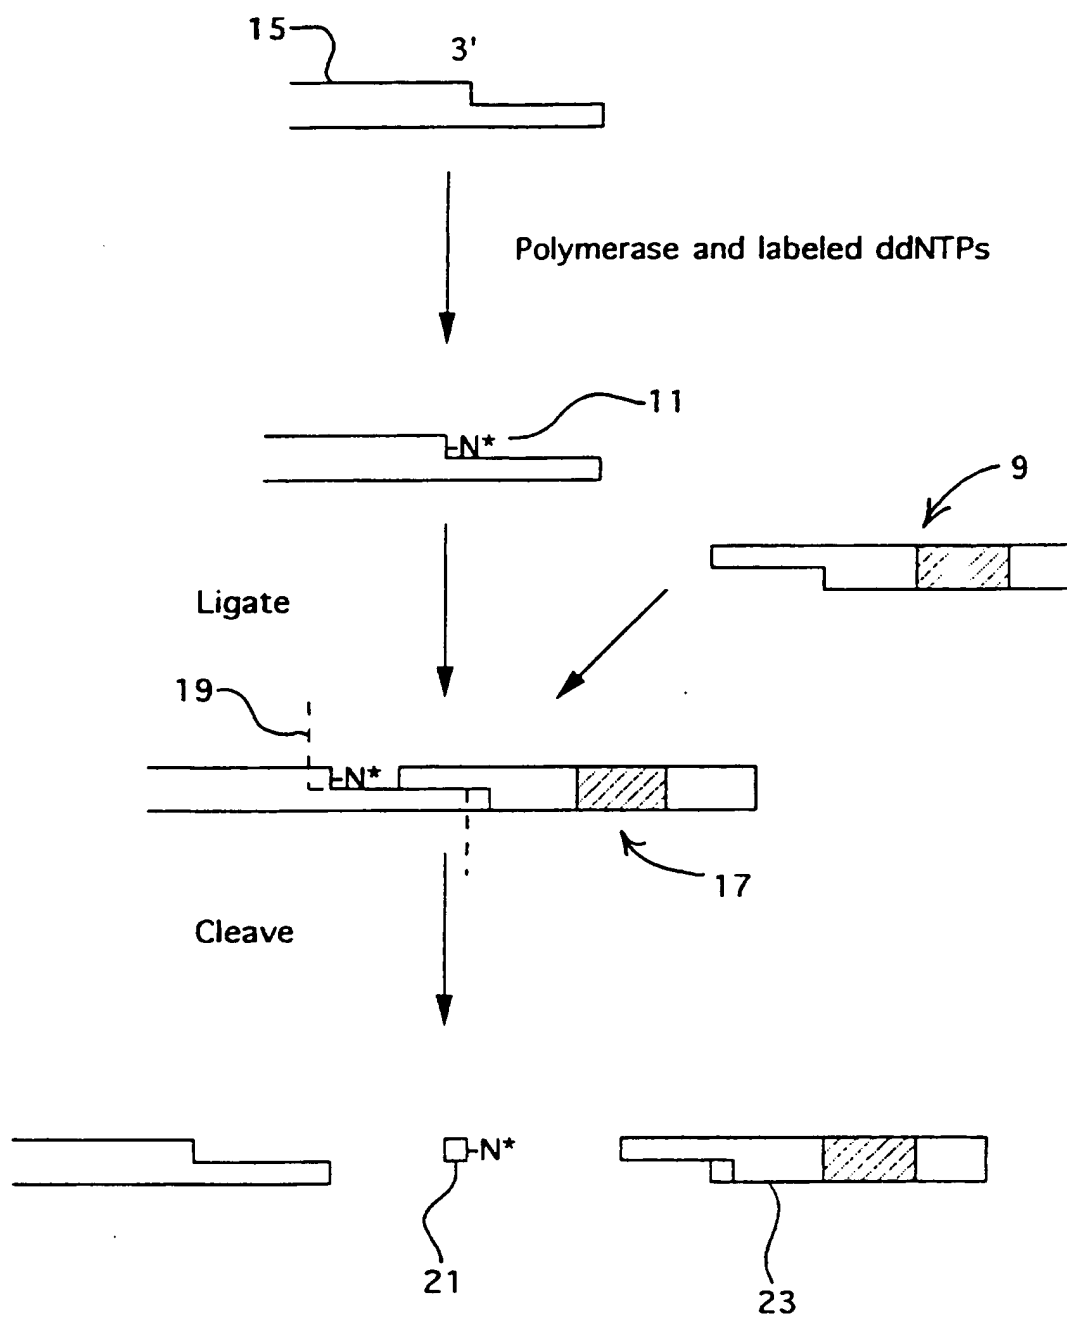 15
3'
Polymerase and labeled ddNTPs
11
-N*
9
Ligate
19
-N*
17
Cleave
-N*
21
23